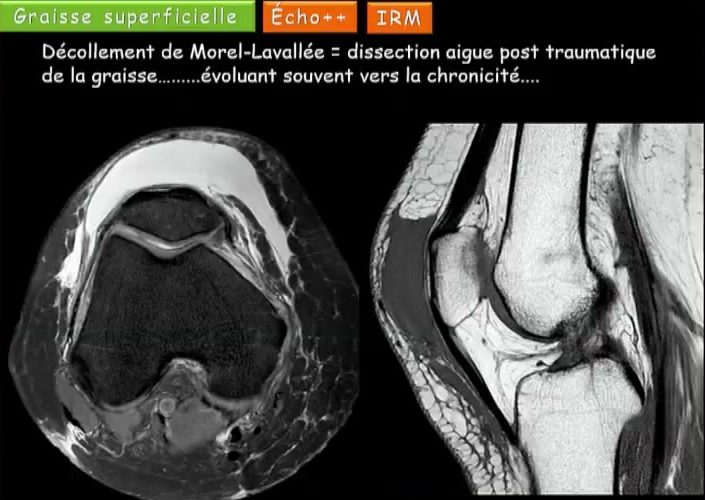 Graisse superficielle Écho++ IRM
Décollement de Morel-Lavallée = dissection aigue post traumatique
de la graisse.........évoluant souvent vers la chronicité....